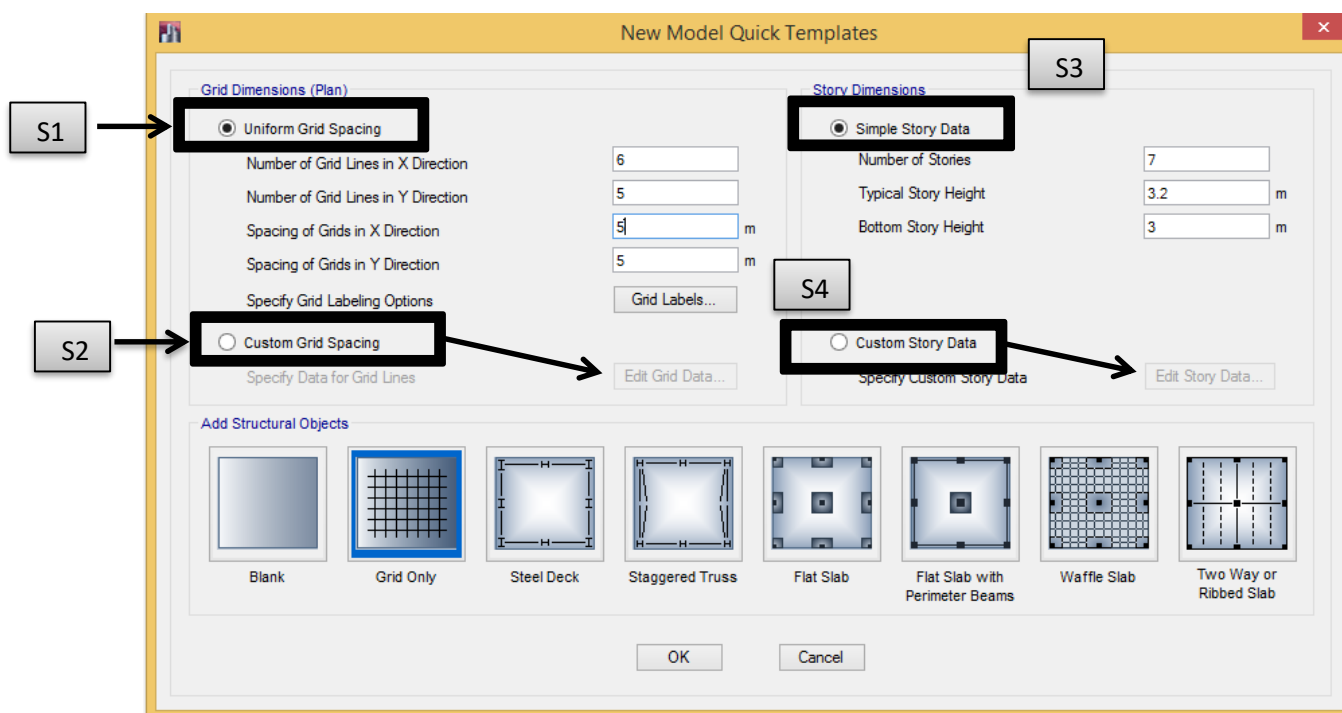 New Model Quick Templates
S3
Grid Dimensions (Plan)
Story Dimensions
S1
Uniform Grid Spacing
Simple Story Data
Number of Grid Lines in X Direction 6
Number of Stories 7
Number of Grid Lines in Y Direction 5
Typical Story Height 3.2 m
Spacing of Grids in X Direction 5 m
Bottom Story Height 3 m
Spacing of Grids in Y Direction 5 m
S4
Specify Grid Labeling Options Grid Labels...
S2
Custom Grid Spacing
Custom Story Data
Specify Data for Grid Lines Edit Grid Data...
Specify Custom Story Data Edit Story Data...
Add Structural Objects
Blank
Grid Only
Steel Deck
Staggered Truss
Flat Slab
Flat Slab with
Perimeter Beams
Waffle Slab
Two Way or
Ribbed Slab
OK
Cancel